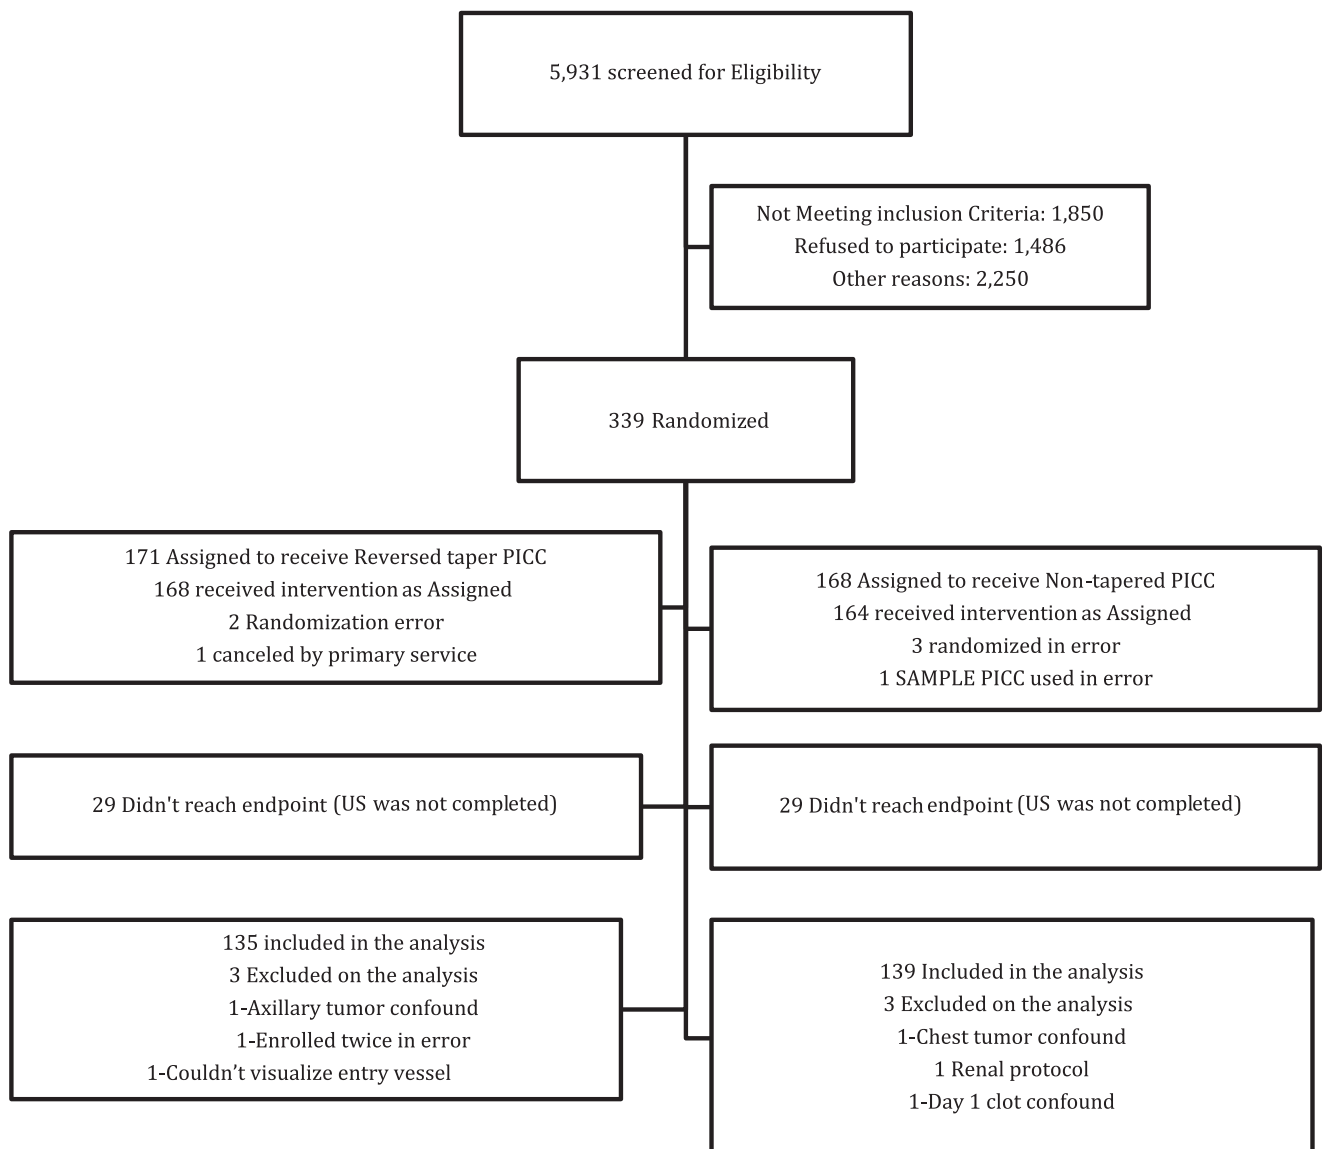 5,931 screened for Eligibility
Not Meeting inclusion Criteria: 1,850
Refused to participate: 1,486
Other reasons: 2,250
339 Randomized
171 Assigned to receive Reversed taper PICC
168 received intervention as Assigned
2 Randomization error
1 canceled by primary service
168 Assigned to receive Non-tapered PICC
164 received intervention as Assigned
3 randomized in error
1 SAMPLE PICC used in error
29 Didn't reach endpoint (US was not completed)
29 Didn't reach endpoint (US was not completed)
135 included in the analysis
3 Excluded on the analysis
1-Axillary tumor confound
1-Enrolled twice in error
1-Couldn’t visualize entry vessel
139 Included in the analysis
3 Excluded on the analysis
1-Chest tumor confound
1 Renal protocol
1-Day 1 clot confound